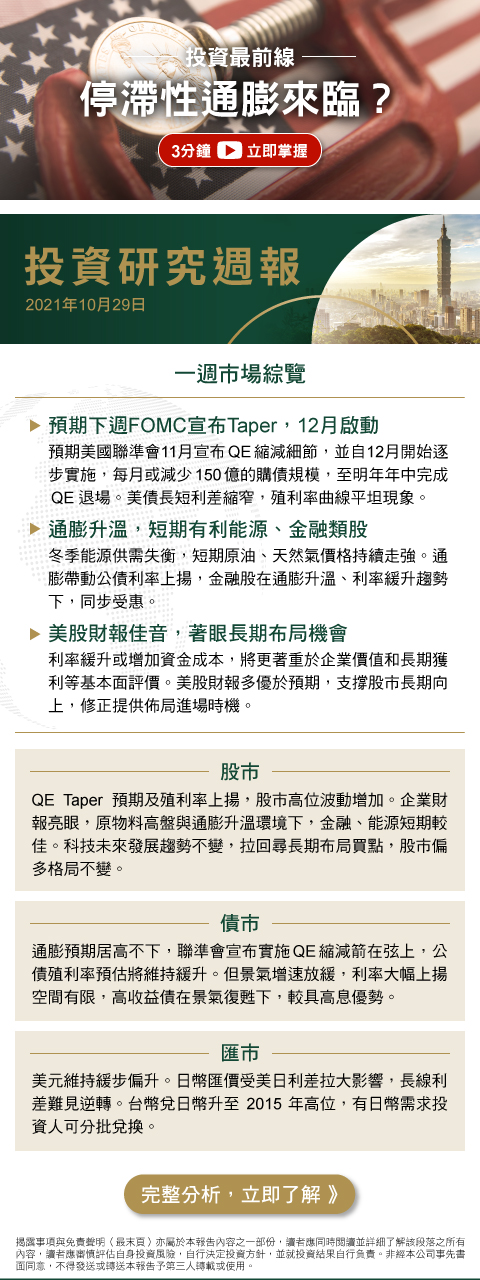 投資最前線
停滯性通膨來臨？
3分鐘 立即掌握
投資研究週報
2021年10月29日
一週市場綜覽
預期下週FOMC宣布Taper，12月啟動
預期美國聯準會11月宣布QE縮減細節，並自12月開始逐
步實施，每月或減少150億的購債規模，至明年年中完成
QE 退場。美債長短利差縮窄，殖利率曲線平坦現象。
通膨升溫，短期有利能源、金融類股
冬季能源供需失衡，短期原油、天然氣價格持續走強。通
膨帶動公債利率上揚，金融股在通膨升溫、利率緩升趨勢
下，同步受惠。
美股財報佳音，著眼長期布局機會
利率緩升或增加資金成本，將更著重於企業價值和長期獲
利等基本面評價。美股財報多優於預期，支撐股市長期向
上，修正提供佈局進場時機。
股市
QE Taper 預期及殖利率上揚，股市高位波動增加。企業財
報亮眼，原物料高盤與通膨升溫環境下，金融、能源短期較
佳。科技未來發展趨勢不變，拉回尋長期布局買點，股市偏
多格局不變。
債市
通膨預期居高不下，聯準會宣布實施QE縮減箭在弦上，公
債殖利率預估將維持緩升。但景氣增速放緩，利率大幅上揚
空間有限，高收益債在景氣復甦下，較具高息優勢。
匯市
美元維持緩步偏升。日幣匯價受美日利差拉大影響，長線利
差難見逆轉。台幣兌日幣升至 2015 年高位，有日幣需求投
資人可分批兌換。
完整分析，立即了解 》
揭露事項與免責聲明（最末頁）亦屬於本報告內容之一部份，讀者應同時閱讀並詳細了解該段落之所有
內容，讀者應審慎評估自身投資風險，自行決定投資方針，並就投資結果自行負責。非經本公司事先書
面同意，不得發送或轉送本報告予第三人轉載或使用。